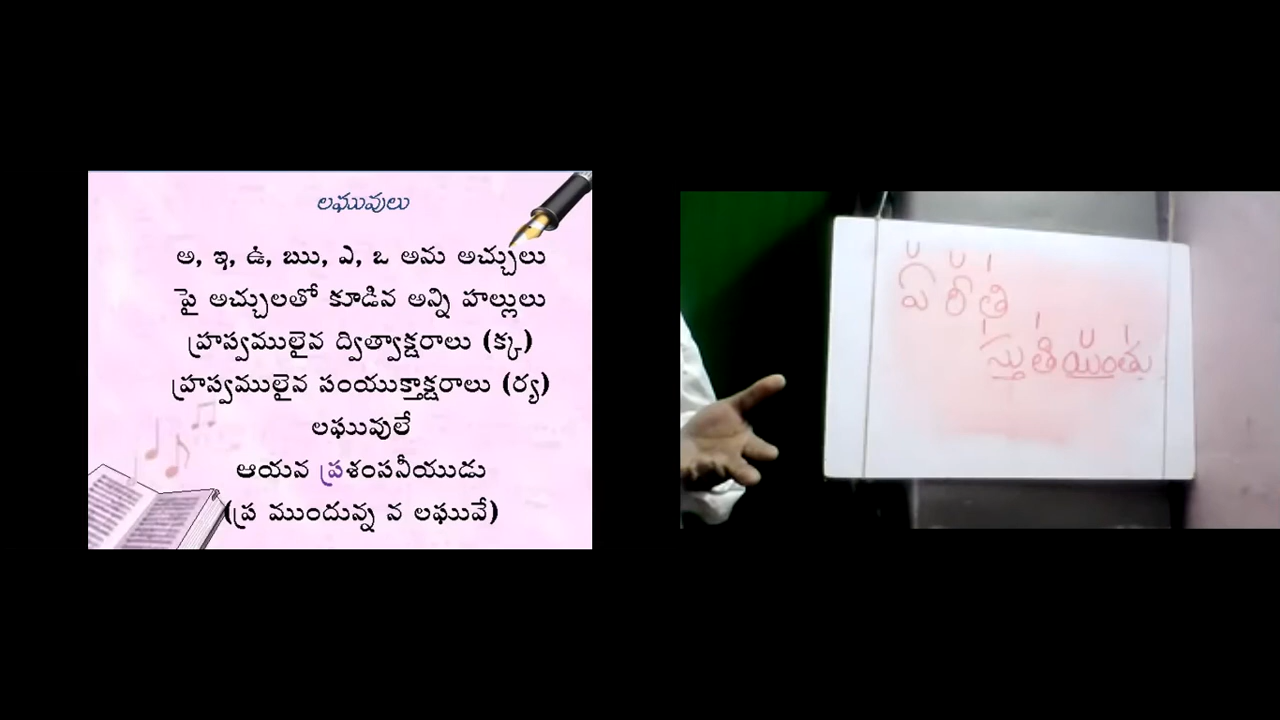 లఘువులు
అ, ఇ, ఉ, ఋ, ఎ, ఒ అను అచ్చులు
పై అచ్చులతో కూడిన అన్ని హల్లులు
హ్రస్వములైన ద్విత్వాక్షరాలు (క్క)
హ్రస్వములైన సంయుక్తాక్షరాలు (ర్య)
లఘువులే
ఆయన ప్రశంసనీయుడు
(ప్ర ముందున్న న లఘువే)
U U I
ఏ రీతి
I I U I
స్తుతియింతు